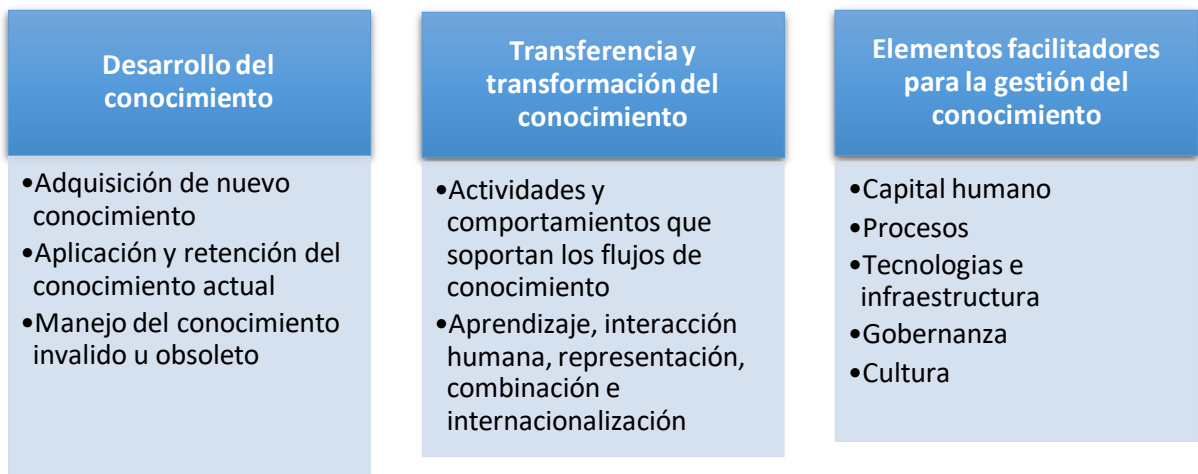 Desarrollo del
conocimiento
•Adquisición de nuevo
conocimiento
•Aplicación y retención del
conocimiento actual
•Manejo del conocimiento
invalido u obsoleto
Transferencia y
transformación del
conocimiento
•Actividades y
comportamientos que
soportan los flujos de
conocimiento
•Aprendizaje, interacción
humana, representación,
combinación e
internacionalización
Elementos facilitadores
para la gestión del
conocimiento
•Capital humano
•Procesos
•Tecnologias e
infraestructura
•Gobernanza
•Cultura